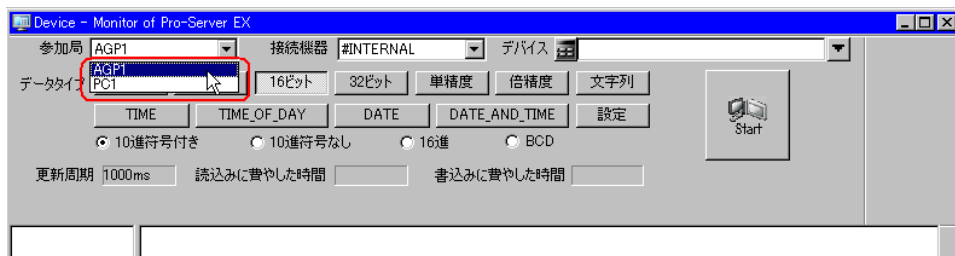 Device - Monitor of Pro-Server EX
参加局 AGP1 接続機器 #INTERNAL デバイス
AGP1
データタイプ PC1 16ビット 32ビット 単精度 倍精度 文字列
TIME TIME_OF_DAY DATE DATE_AND_TIME 設定
Start
10進符号付き 10進符号なし 16進 BCD
更新周期 1000ms 読込みに費やした時間 書込みに費やした時間